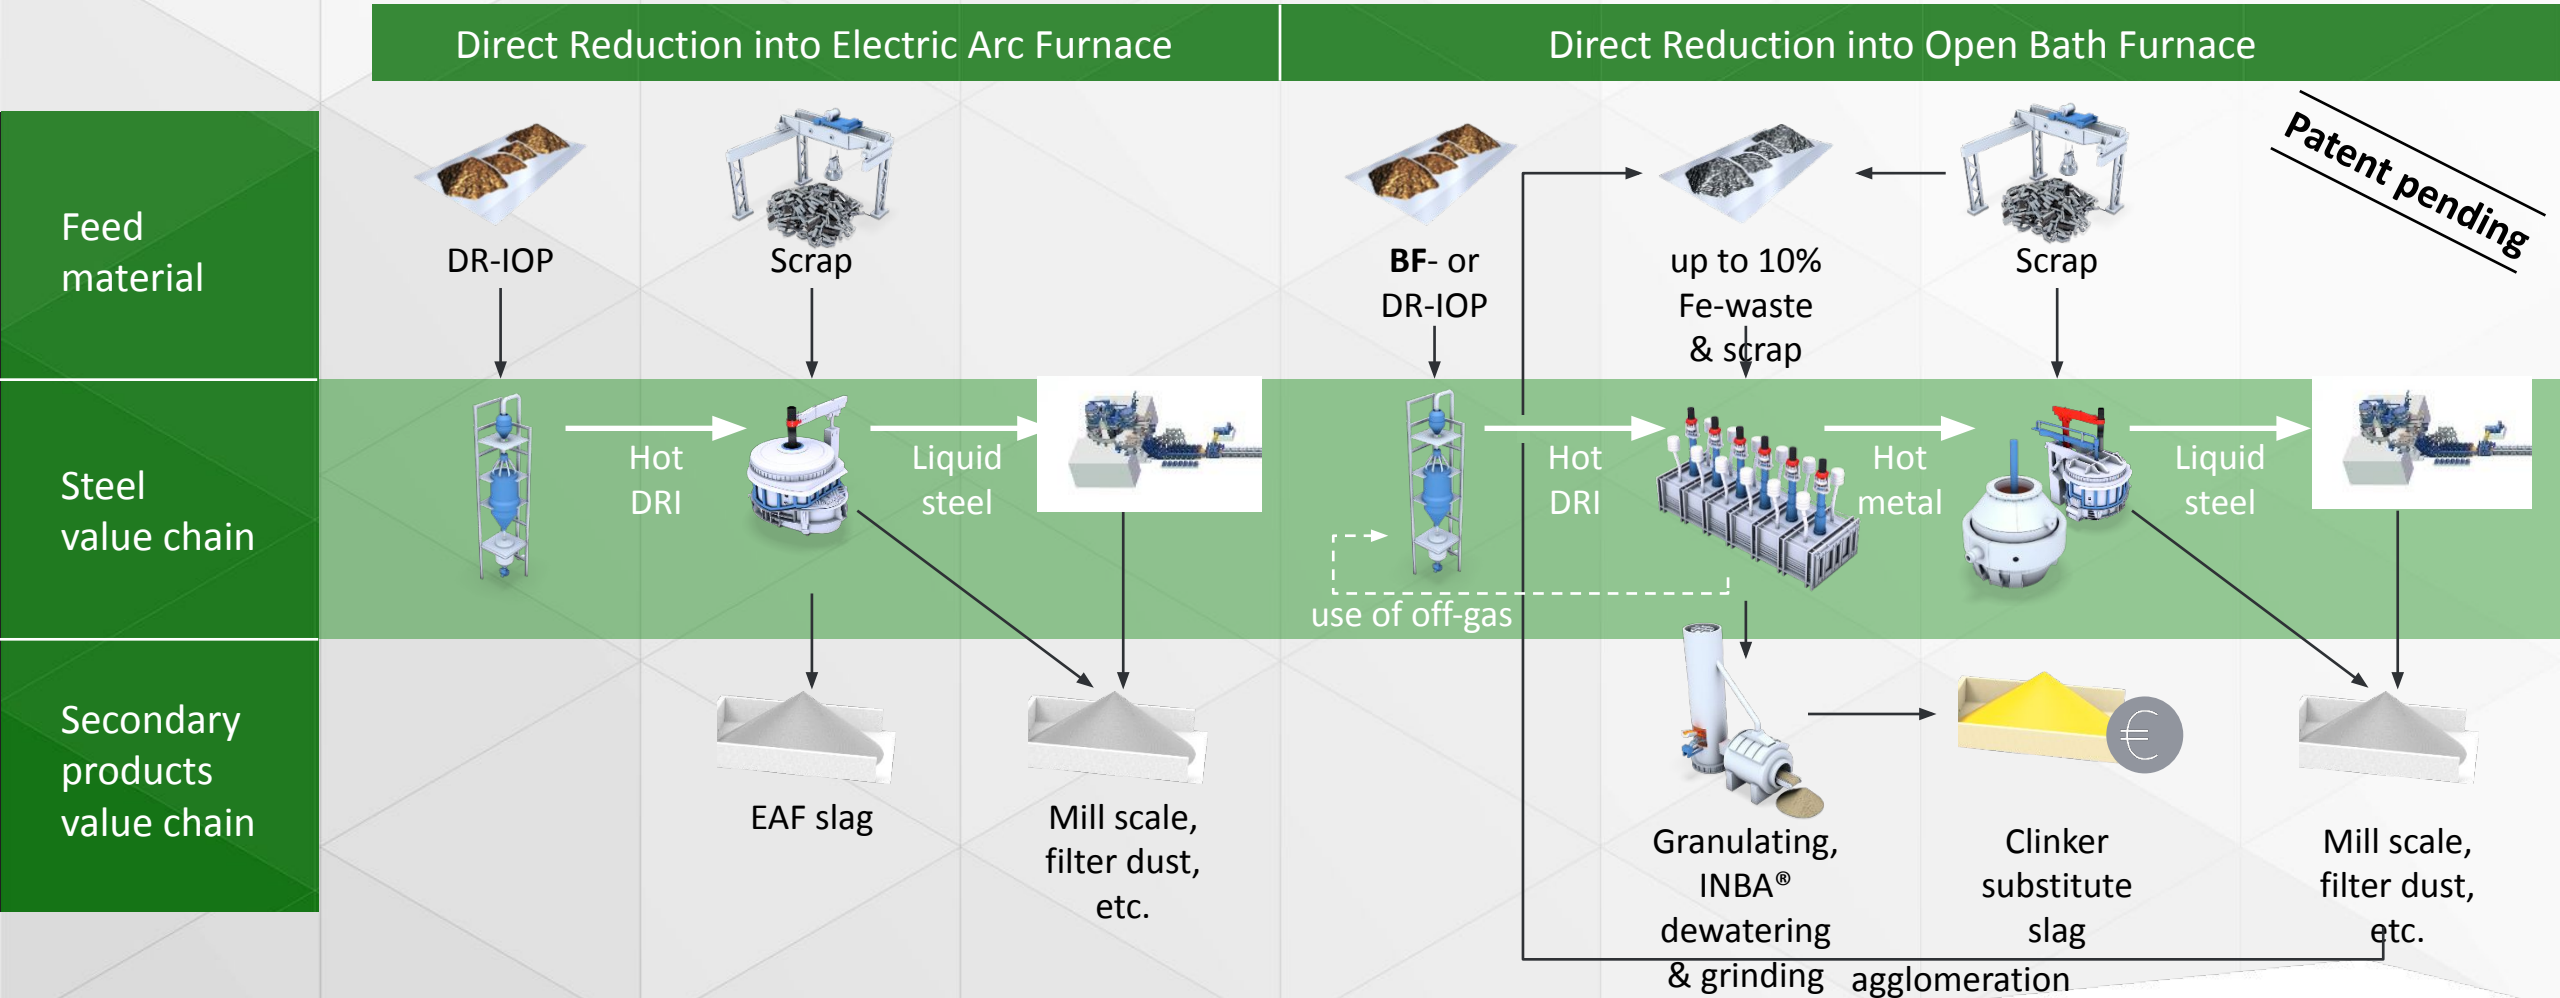 Direct Reduction into Electric Arc Furnace
Direct Reduction into Open Bath Furnace
Patent pending
Feed
material
DR-IOP
Scrap
BF- or
DR-IOP
up to 10%
Fe-waste
& scrap
Scrap
Steel
value chain
Hot
DRI
Liquid
steel
Hot
DRI
Hot
metal
Liquid
steel
use of off-gas
Secondary
products
value chain
EAF slag
Mill scale,
filter dust,
etc.
Granulating,
INBA®
dewatering
& grinding
€
Clinker
substitute
slag
Mill scale,
filter dust,
etc.
agglomeration